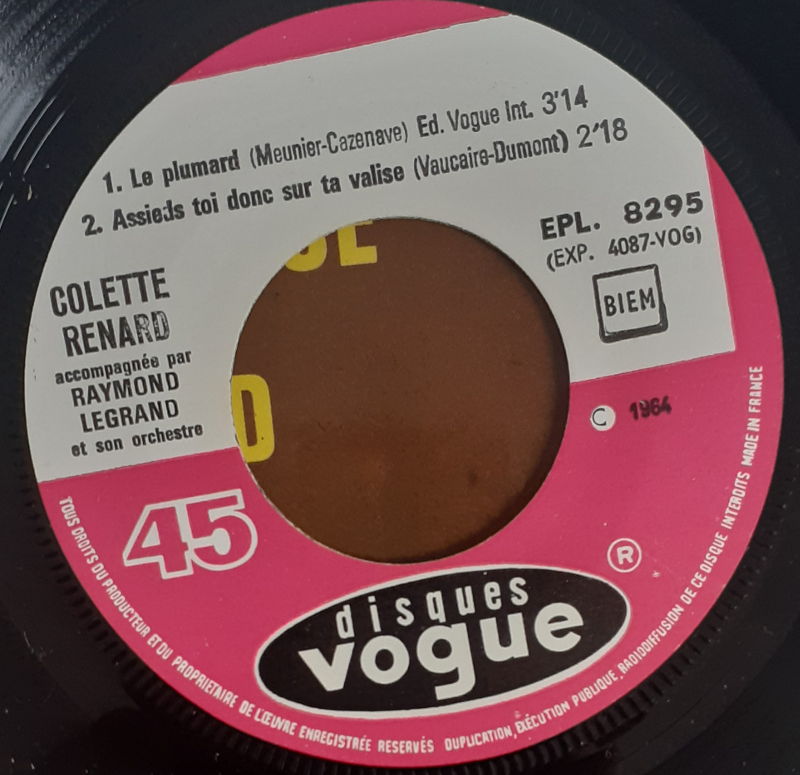 1. Le plumard (Meunier-Cazenave) Ed. Vogue Int. 3'14
2. Assieds toi donc sur ta valise (Vaucaire-Dumont) 2'18
EPL. 8295
(EXP. 4087-VOG)
BIEM
COLETTE
RENARD
accompagnée par
RAYMOND
LEGRAND
et son orchestre
C 1964
45
®
disques
vogue
TOUS DROITS DU PRODUCTEUR ET DU PROPRIETAIRE DE L'ŒUVRE ENREGISTRÉE RESERVÉS DUPLICATION, EXÉCUTION PUBLIQUE, RADIODIFFUSION DE CE DISQUE INTERDITS MADE IN FRANCE